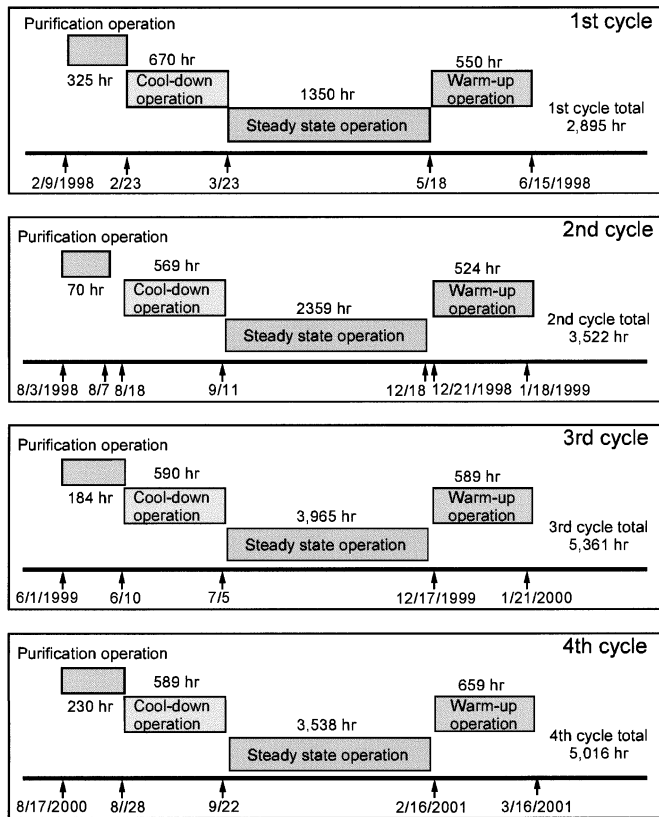 1st cycle
Purification operation
670 hr
550 hr
325 hr
Cool-down
operation
1350 hr
Warm-up
operation
Steady state operation
1st cycle total
2,895 hr
2/9/1998
2/23
3/23
5/18
6/15/1998
2nd cycle
Purification operation
569 hr
524 hr
70 hr
Cool-down
operation
2359 hr
Warm-up
operation
Steady state operation
2nd cycle total
3,522 hr
8/3/1998
8/7
8/18
9/11
12/18
12/21/1998
1/18/1999
3rd cycle
Purification operation
590 hr
589 hr
184 hr
Cool-down
operation
3,965 hr
Warm-up
operation
Steady state operation
3rd cycle total
5,361 hr
6/1/1999
6/10
7/5
12/17/1999
1/21/2000
4th cycle
Purification operation
589 hr
659 hr
230 hr
Cool-down
operation
3,538 hr
Warm-up
operation
Steady state operation
4th cycle total
5,016 hr
8/17/2000
8//28
9/22
2/16/2001
3/16/2001